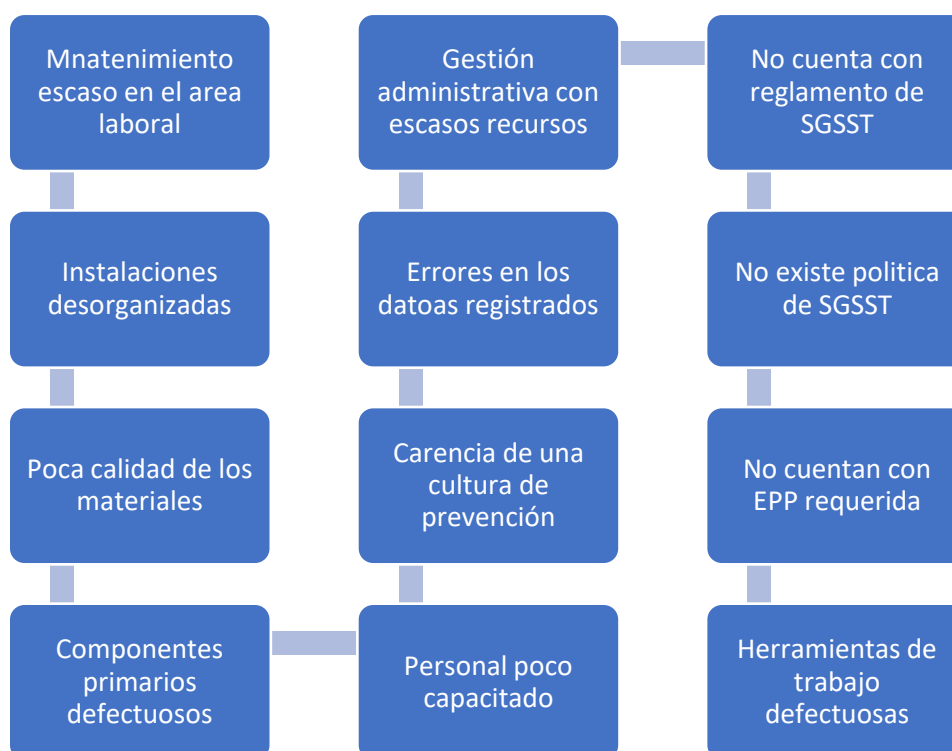 Mnatenimiento
escaso en el area
laboral
Instalaciones
desorganizadas
Poca calidad de los
materiales
Componentes
primarios
defectuosos
Personal poco
capacitado
Carencia de una
cultura de
prevención
Errores en los
datoas registrados
Gestión
administrativa con
escasos recursos
No cuenta con
reglamento de
SGSST
No existe politica
de SGSST
No cuentan con
EPP requerida
Herramientas de
trabajo
defectuosas